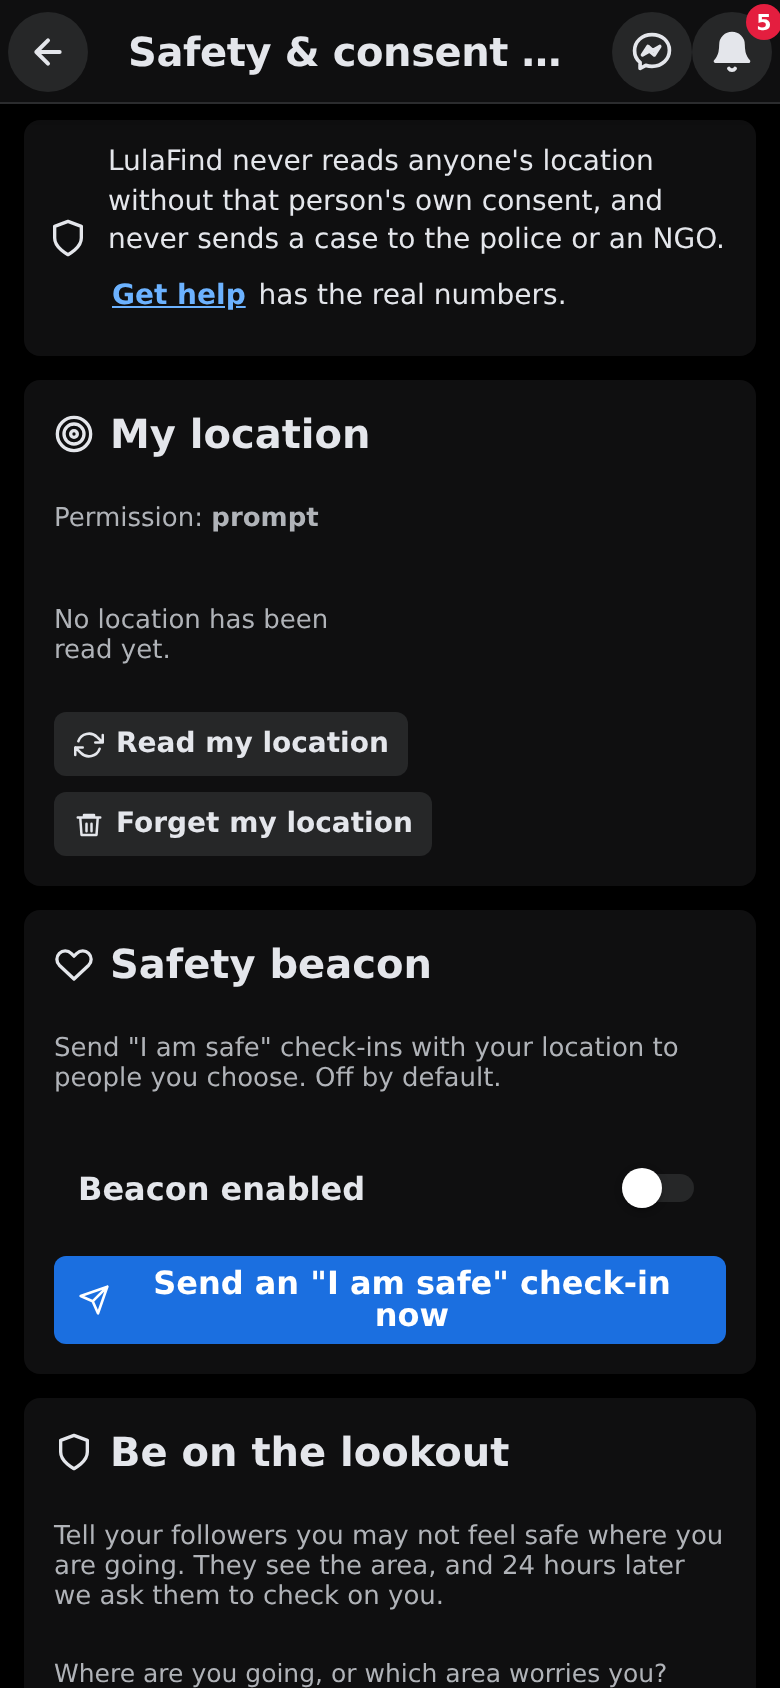 Safety & consent ...
5
LulaFind never reads anyone's location
without that person's own consent, and
never sends a case to the police or an NGO.
Get help has the real numbers.
My location
Permission: prompt
No location has been
read yet.
Read my location
Forget my location
Safety beacon
Send "I am safe" check-ins with your location to
people you choose. Off by default.
Beacon enabled
Send an "I am safe" check-in
now
Be on the lookout
Tell your followers you may not feel safe where you
are going. They see the area, and 24 hours later
we ask them to check on you.
Where are you going, or which area worries you?